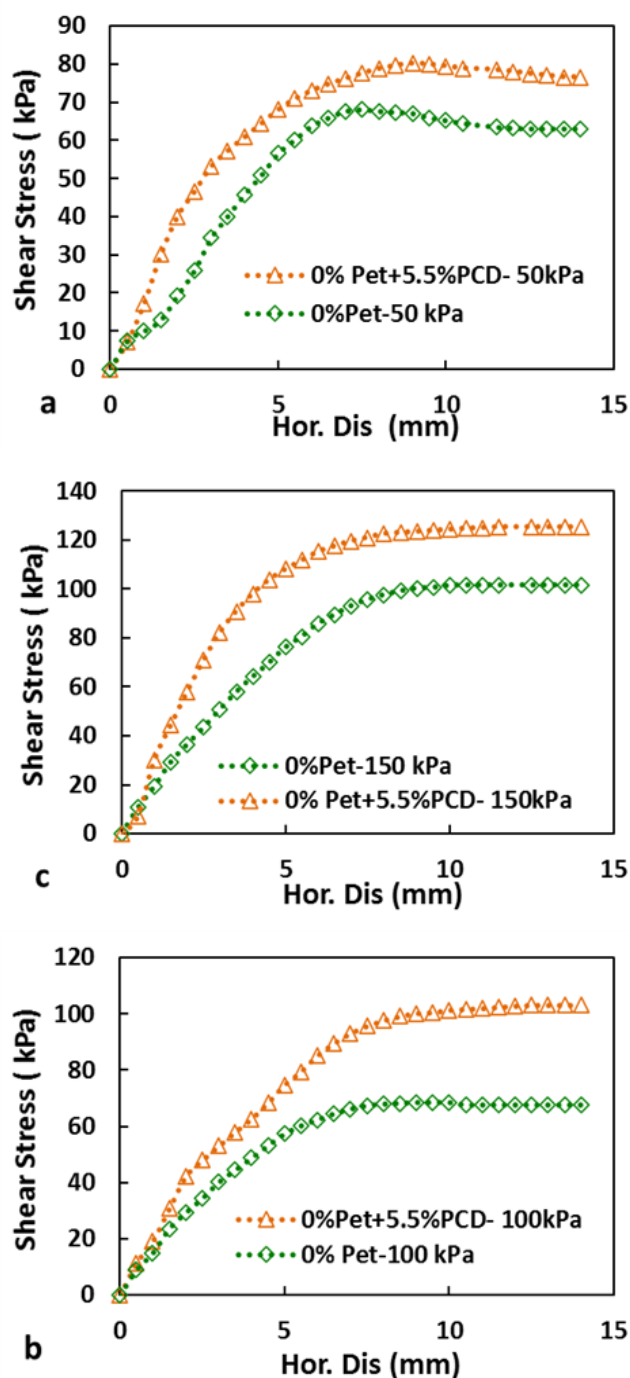 90
80
70
60
50
40
30
20
10
0
Shear Stress ( kPa)
0% Pet+5.5%PCD- 50kPa
0%Pet-50 kPa
0 5 10 15
a
Hor. Dis (mm)
140
120
100
80
60
40
20
0
Shear Stress ( kPa)
0%Pet-150 kPa
0% Pet+5.5%PCD- 150kPa
0 5 10 15
c
Hor. Dis (mm)
120
100
80
60
40
20
0
Shear Stress ( kPa)
0%Pet+5.5%PCD- 100kPa
0% Pet-100 kPa
0 5 10 15
b
Hor. Dis (mm)